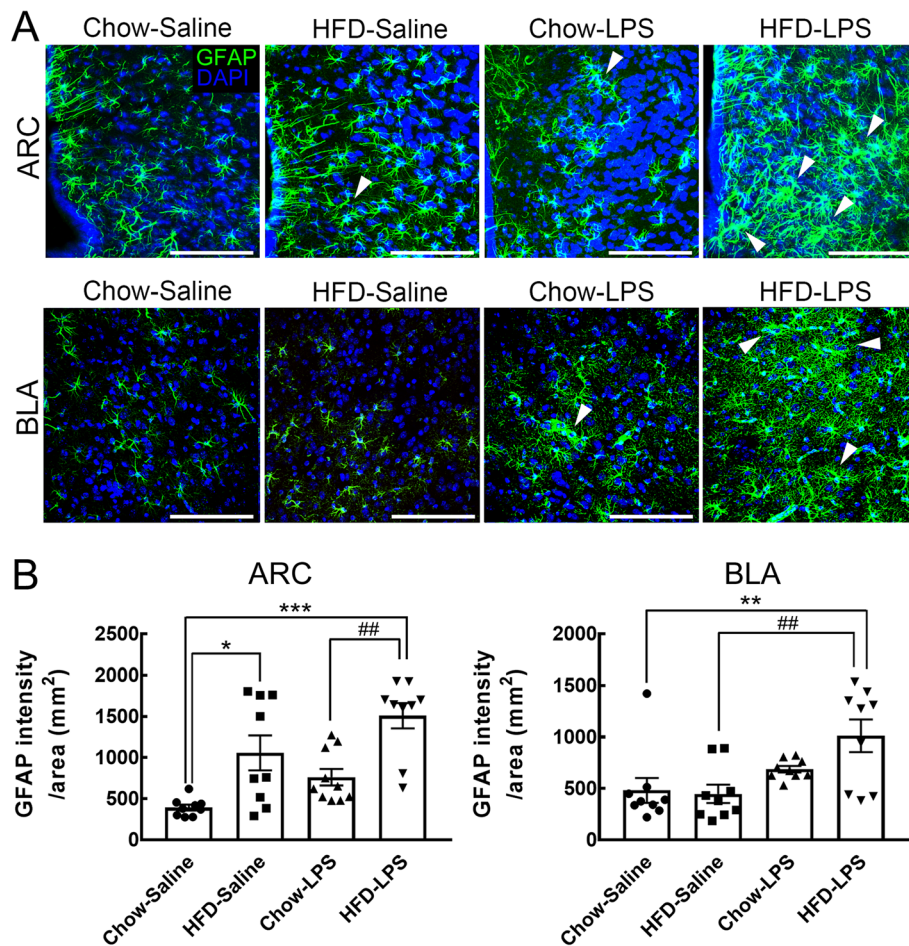 A
Chow-Saline HFD-Saline Chow-LPS HFD-LPS
GFAP
DAPI
ARC
Chow-Saline HFD-Saline Chow-LPS HFD-LPS
BLA
B
ARC
GFAP intensity
/area (mm²)
2500
2000
1500
1000
500
0
***
*
##
Chow-Saline
HFD-Saline
Chow-LPS
HFD-LPS
BLA
GFAP intensity
/area (mm²)
2000
1500
1000
500
0
**
##
Chow-Saline
HFD-Saline
Chow-LPS
HFD-LPS